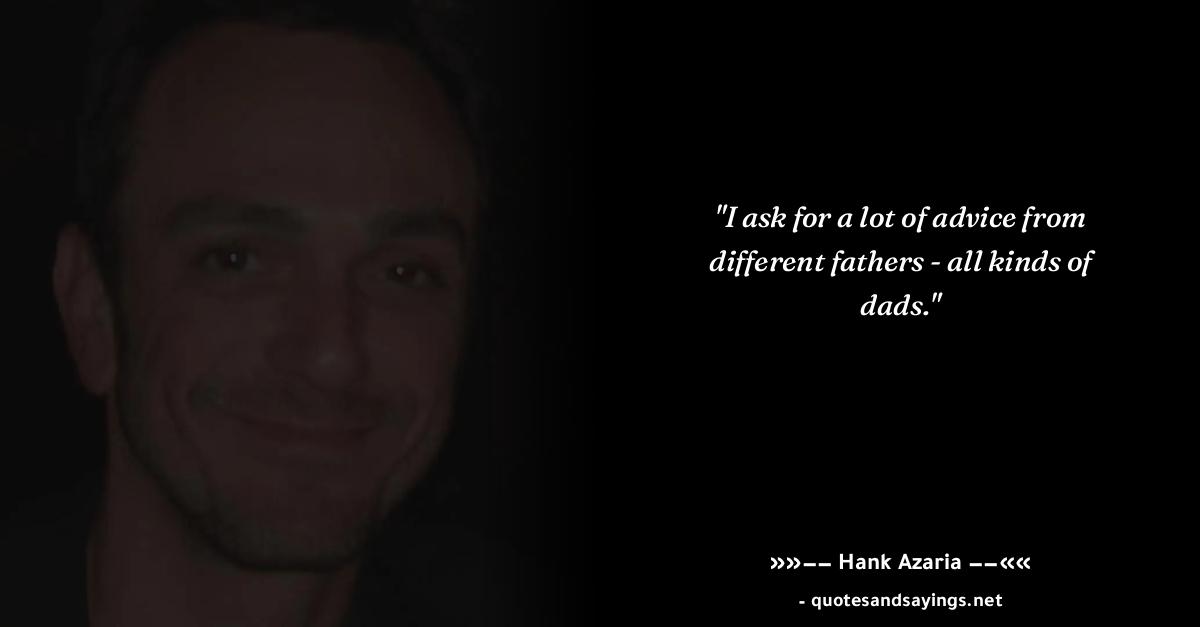 "I ask for a lot of advice from
different fathers - all kinds of
dads."
»»−− Hank Azaria −−««
- quotesandsayings.net